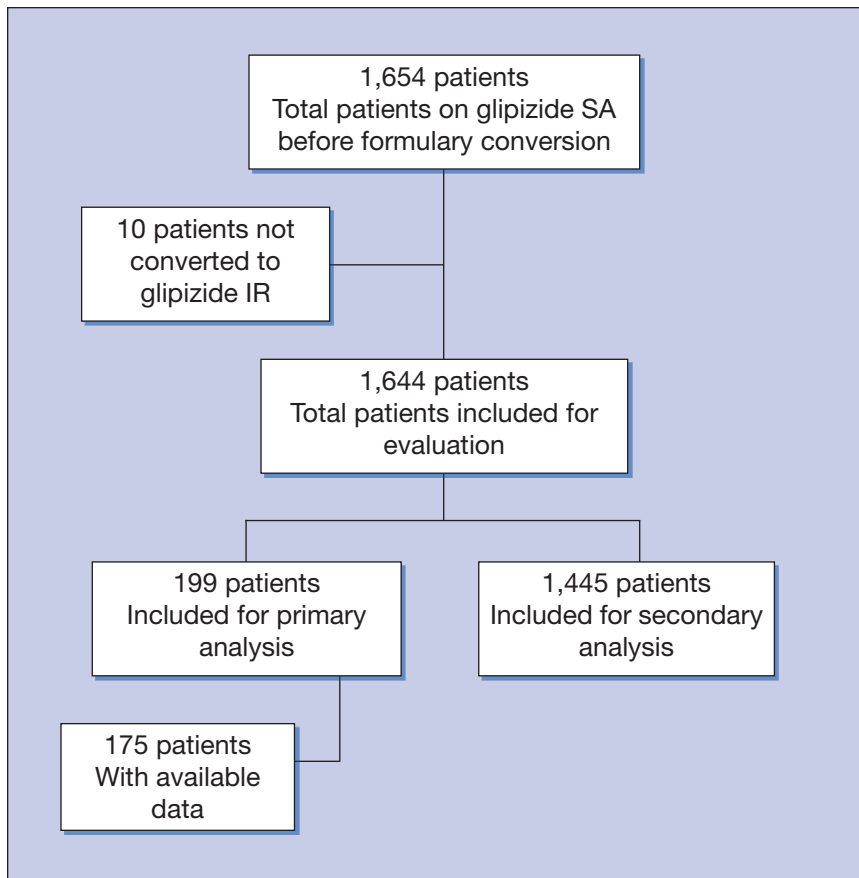 1,654 patients
Total patients on glipizide SA
before formulary conversion
10 patients not
converted to
glipizide IR
1,644 patients
Total patients included for
evaluation
199 patients
Included for primary
analysis
1,445 patients
Included for secondary
analysis
175 patients
With available
data